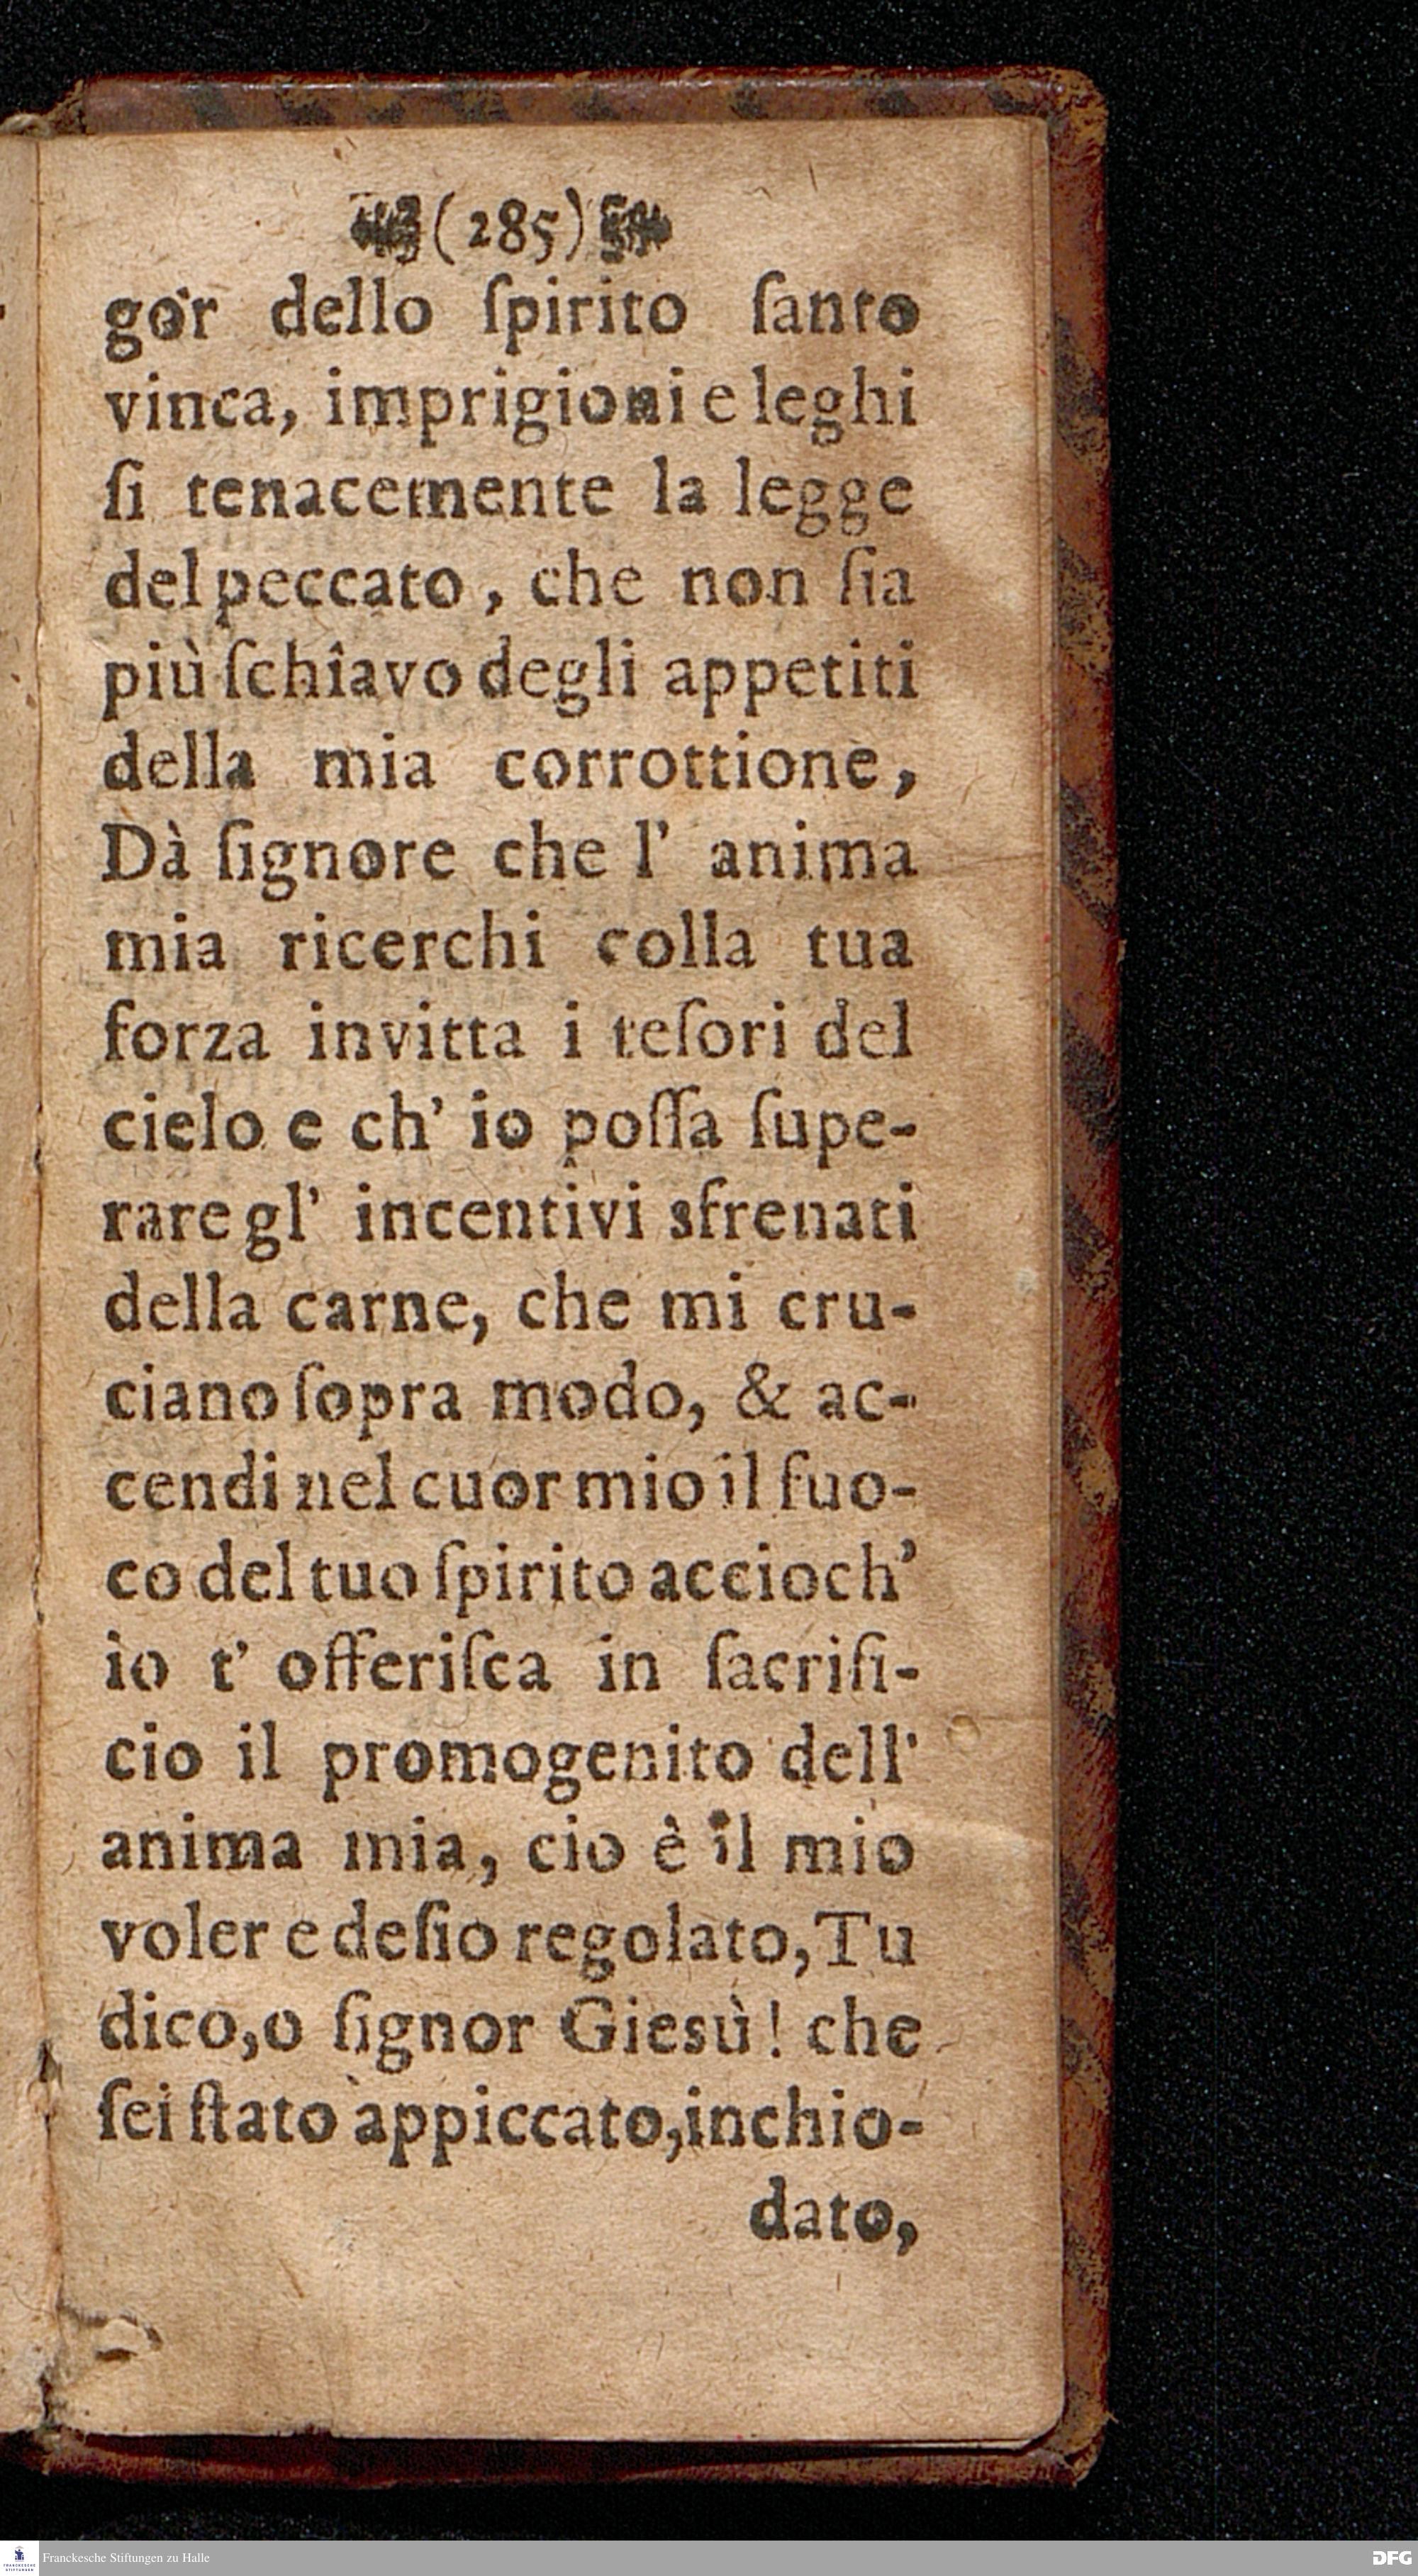 (285)
gor dello ſpirito ſanto
vinca, imprigioni e leghi
ſi tenacemente la legge
del peccato, che non ſia
più ſchiavo degli appetiti
della mia corrottione,
Dà ſignore che l' anima
mia ricerchi colla tua
forza invitta i teſori del
cielo e ch' io poſſa ſupe-
rare gl' incentivi sfrenati
della carne, che mi cru-
ciano ſopra modo, & ac-
cendi nel cuor mio il fuo-
co del tuo ſpirito accioch'
io t' offeriſca in ſacrifi-
cio il promogenito dell'
anima mia, cio è il mio
voler e deſio regolato, Tu
dico, o ſignor Giesù! che
ſei ſtato appiccato, inchio-
dato,
Franckesche Stiftungen zu Halle
DFG